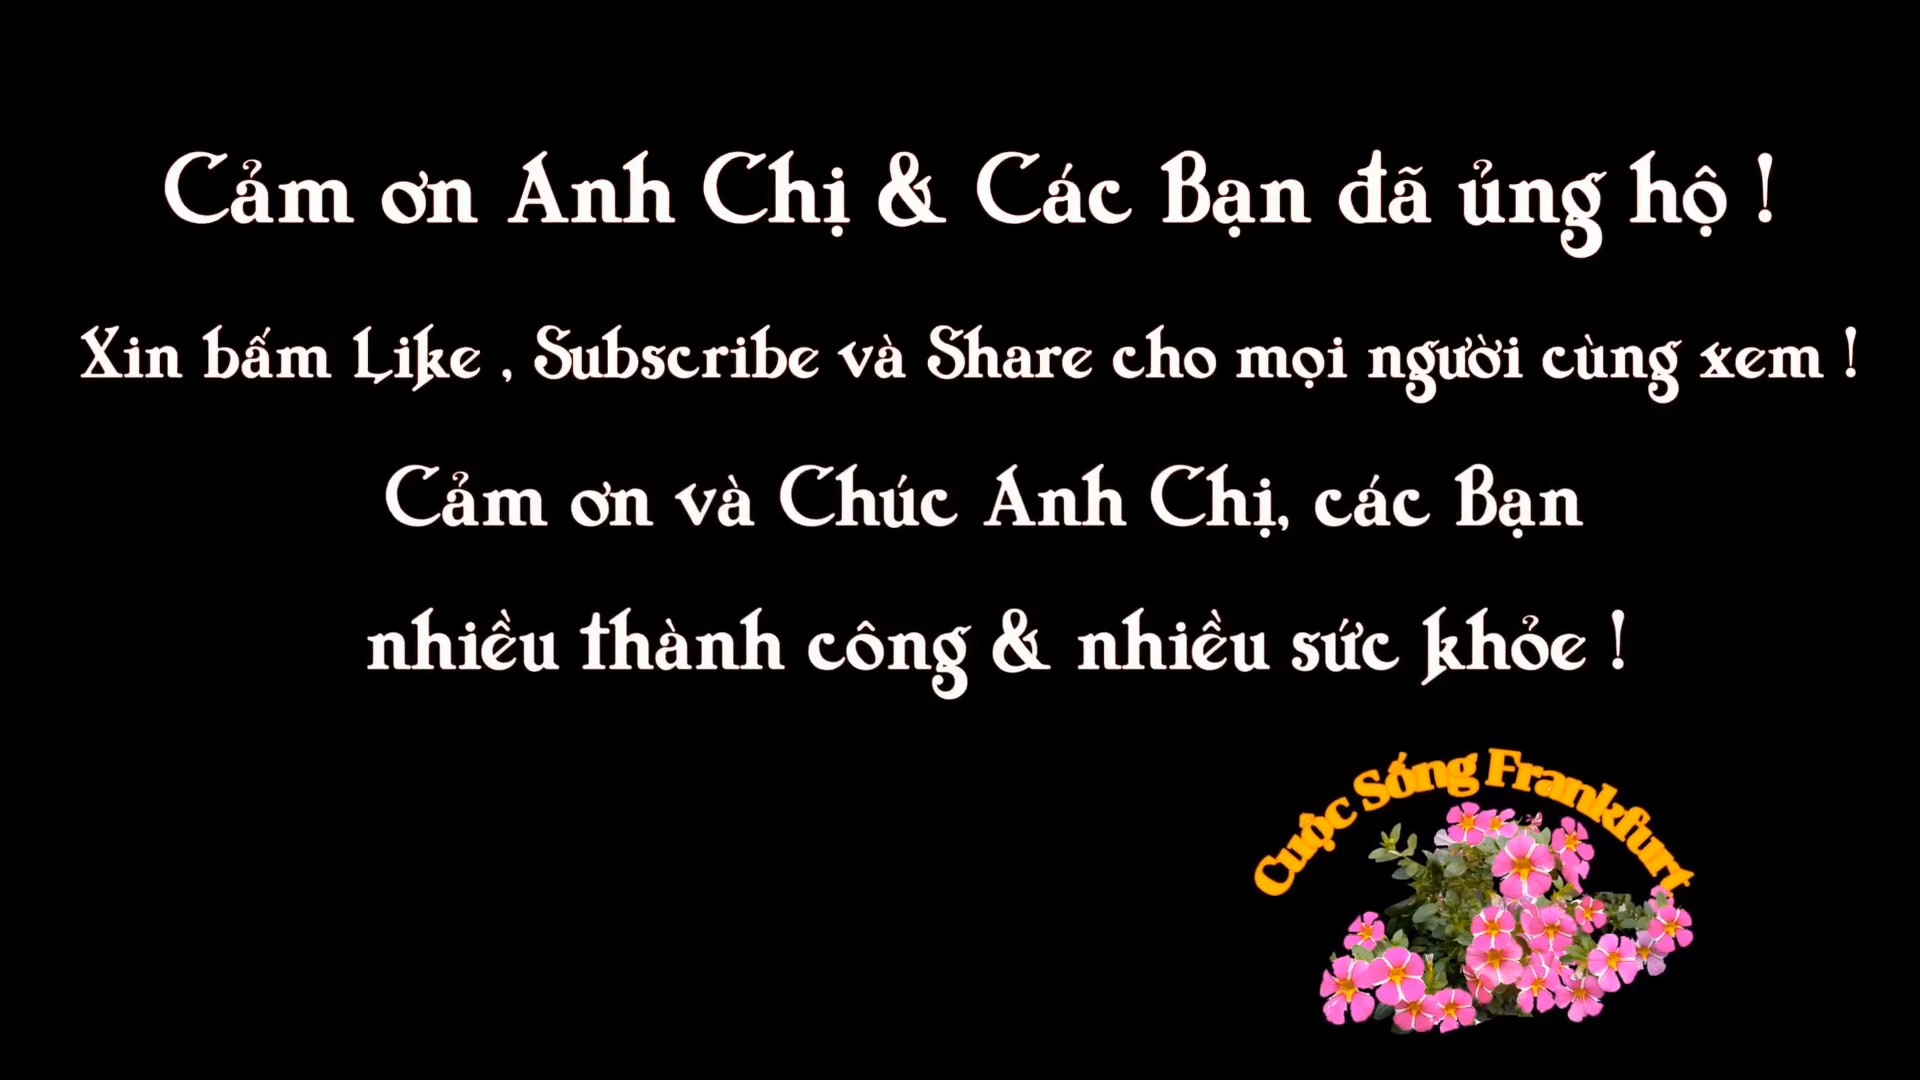 Cảm ơn Anh Chị & Các Bạn đã ủng hộ !
Xin bấm Like , Subscribe và Share cho mọi người cùng xem !
Cảm ơn và Chúc Anh Chị, các Bạn
nhiều thành công & nhiều sức khỏe !
Cuộc Sống Frankfurt